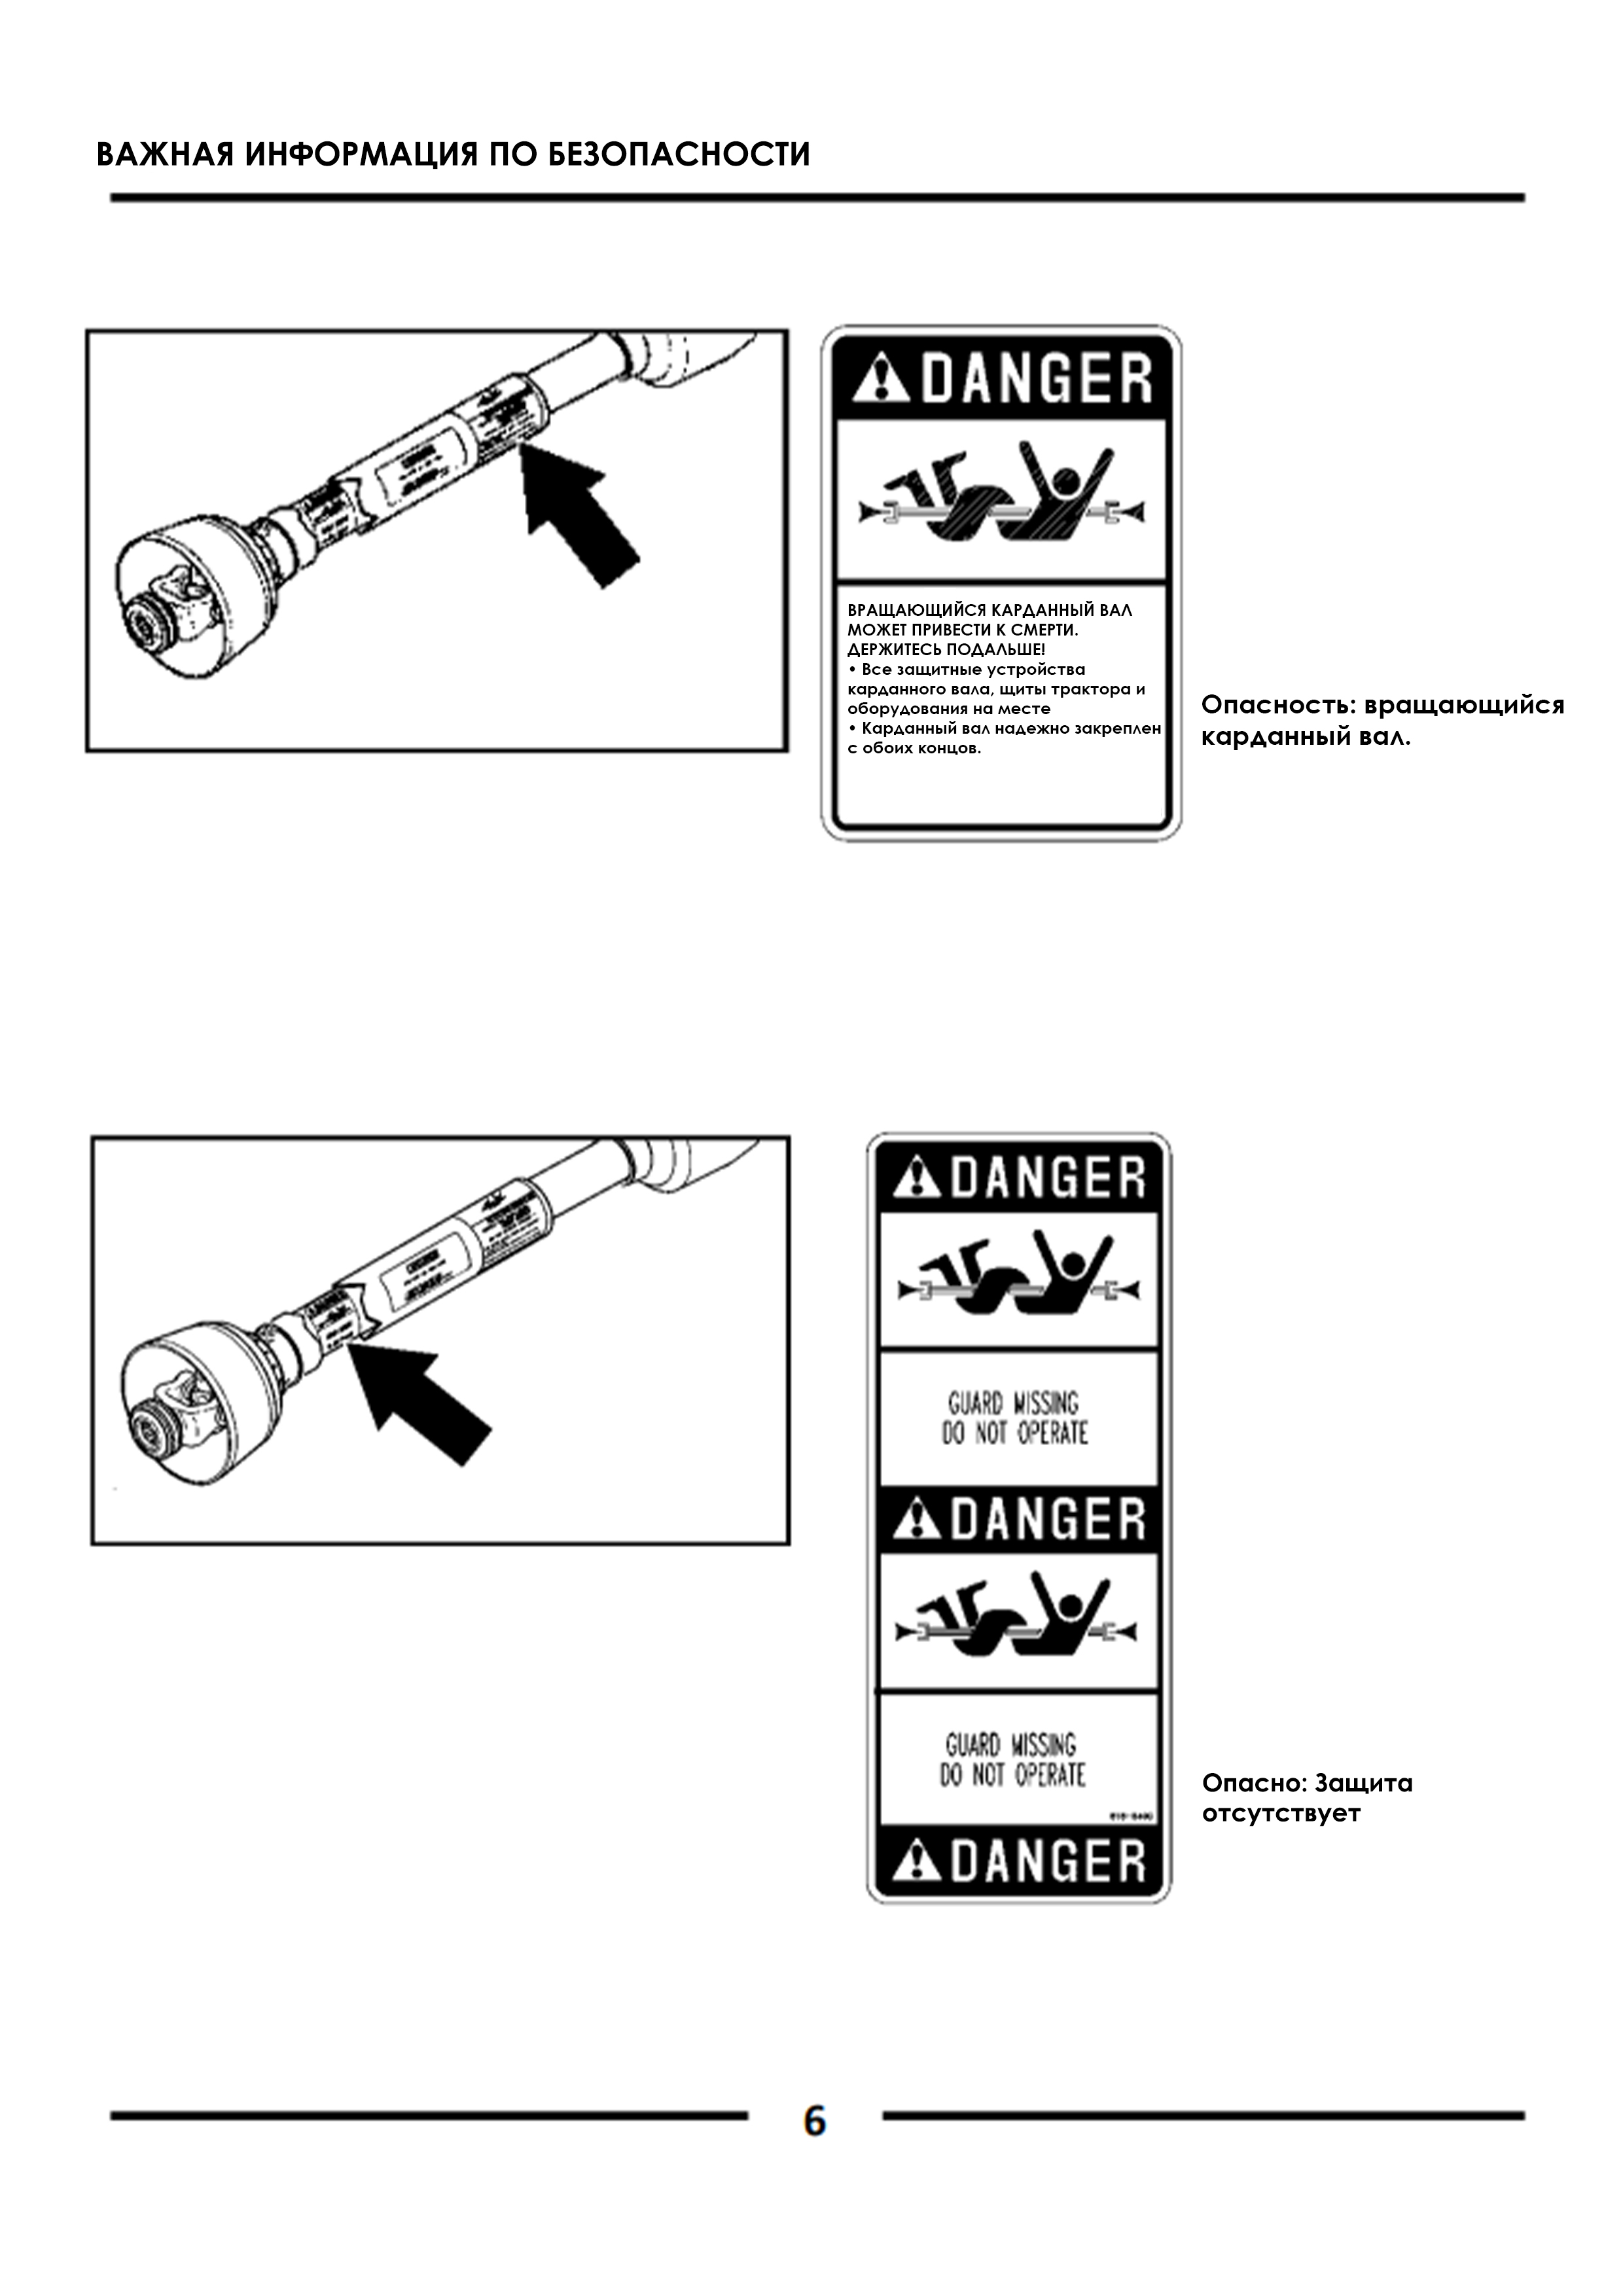 ВАЖНАЯ ИНФОРМАЦИЯ ПО БЕЗОПАСНОСТИ
DANGER
ВРАЩАЮЩИЙСЯ КАРДАННЫЙ ВАЛ
МОЖЕТ ПРИВЕСТИ К СМЕРТИ.
ДЕРЖИТЕСЬ ПОДАЛЬШЕ!
• Все защитные устройства
карданного вала, щиты трактора и
оборудования на месте
• Карданный вал надежно закреплен
с обоих концов.
Опасность: вращающийся
карданный вал.
DANGER
GUARD MISSING
DO NOT OPERATE
DANGER
GUARD MISSING
DO NOT OPERATE
DANGER
Опасно: Защита
отсутствует
6